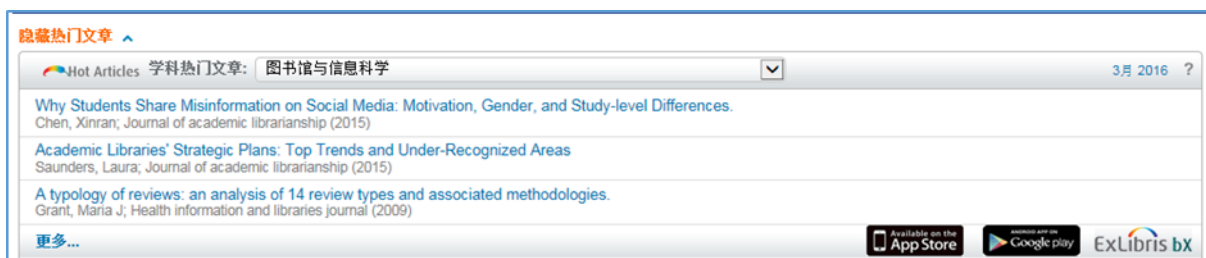 隐藏热门文章
Hot Articles 学科热门文章: 图书馆与信息科学 3月 2016 ?
Why Students Share Misinformation on Social Media: Motivation, Gender, and Study-level Differences.
Chen, Xinran; Journal of academic librarianship (2015)
Academic Libraries' Strategic Plans: Top Trends and Under-Recognized Areas
Saunders, Laura; Journal of academic librarianship (2015)
A typology of reviews: an analysis of 14 review types and associated methodologies.
Grant, Maria J; Health information and libraries journal (2009)
更多... Available on the App Store ANDROID APP ON Google play ExLibris bX